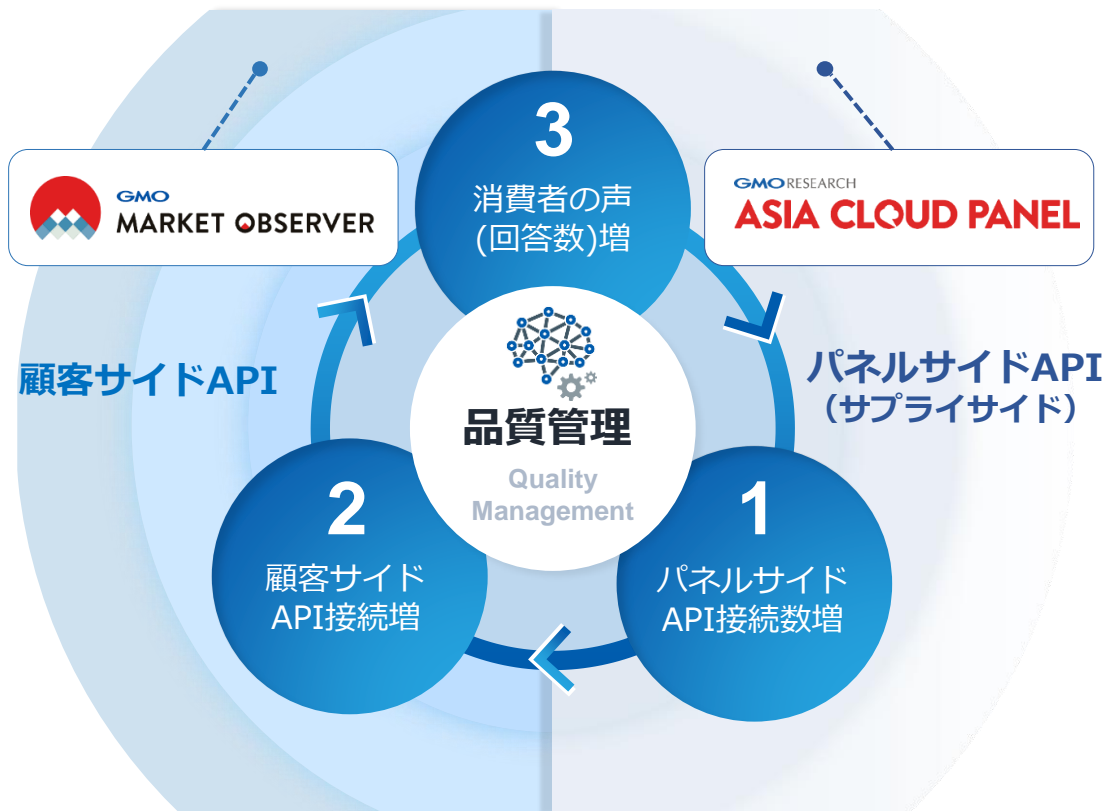 3
消費者の声
(回答数)増
GMO
MARKET OBSERVER
GMO RESEARCH
ASIA CLOUD PANEL
顧客サイドAPI
パネルサイドAPI
（サプライサイド）
品質管理
Quality
Management
2
顧客サイド
API接続増
1
パネルサイド
API接続数増